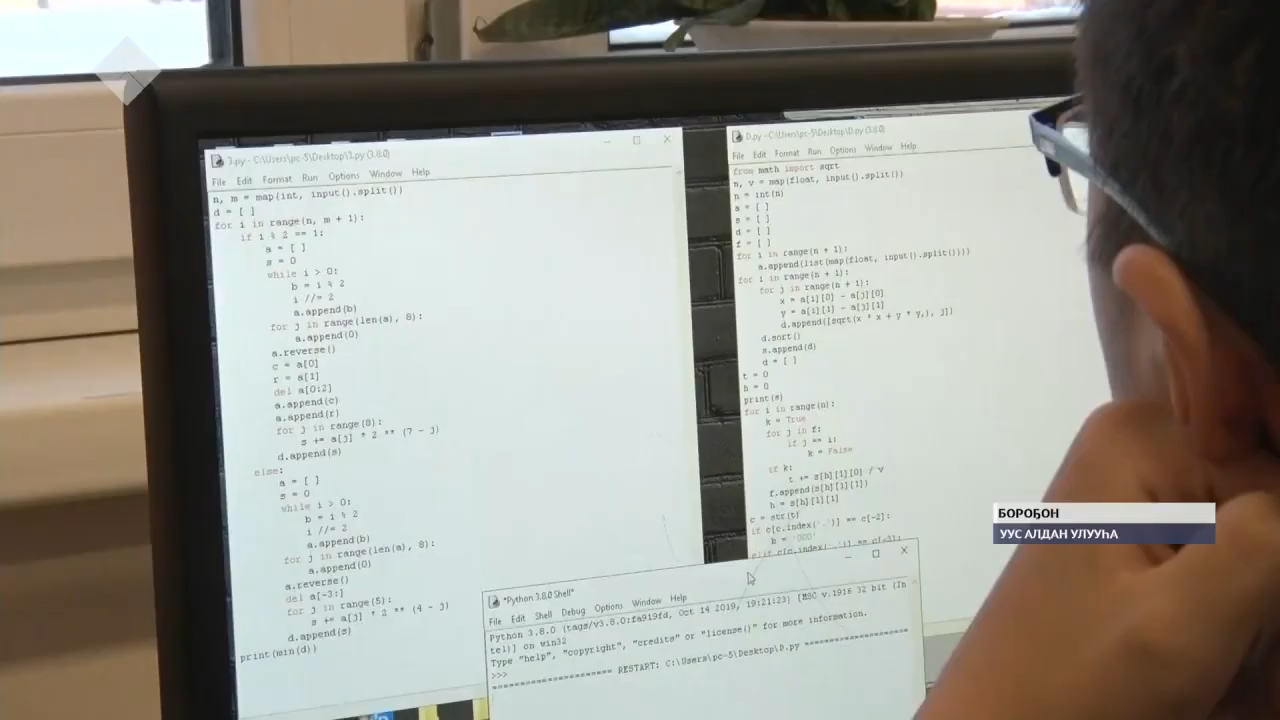 3.py - C:\Users\pc-5\Desktop\3.py (3.8.0)
File Edit Format Run Options Window Help
n, m = map(int, input().split())
d = [ ]
for i in range(n, m + 1):
if i % 2 == 1:
a = [ ]
s = 0
while i > 0:
b = i % 2
i //= 2
a.append(b)
for j in range(len(a), 8):
a.append(0)
a.reverse()
c = a[0]
r = a[1]
del a[0:2]
a.append(c)
a.append(r)
for j in range(8):
s += a[j] * 2 ** (7 - j)
d.append(s)
else:
a = [ ]
s = 0
while i > 0:
b = i % 2
i //= 2
a.append(b)
for j in range(len(a), 8):
a.append(0)
a.reverse()
del a[-3:]
for j in range(5):
s += a[j] * 2 ** (4 - j)
d.append(s)
print(min(d))
D.py - C:\Users\pc-5\Desktop\D.py (3.8.0)
File Edit Format Run Options Window Help
from math import sqrt
n, v = map(float, input().split())
n = int(n)
a = [ ]
s = [ ]
d = [ ]
f = [ ]
for i in range(n + 1):
a.append(list(map(float, input().split())))
for i in range(n + 1):
for j in range(n + 1):
x = a[i][0] - a[j][0]
y = a[i][1] - a[j][1]
d.append([sqrt(x * x + y * y,), j])
d.sort()
s.append(d)
d = [ ]
t = 0
h = 0
print(s)
for i in range(n):
k = True
for j in f:
if j == i:
k = False
if k:
t += s[h][1][0] / v
f.append(s[h][1][1])
h = s[h][1][1]
c = str(t)
if c[c.index('.')] == c[-2]:
b = '000'
elif c[c.index('.')] == c[-3]:
*Python 3.8.0 Shell*
File Edit Shell Debug Options Window Help
Python 3.8.0 (tags/v3.8.0:fa919fd, Oct 14 2019, 19:21:23) [MSC v.1916 32 bit (In
tel)] on win32
Type "help", "copyright", "credits" or "license()" for more information.
>>>
==================== RESTART: C:\Users\pc-5\Desktop\D.py ====================
БОРОҔОН
УУС АЛДАН УЛУУҺА